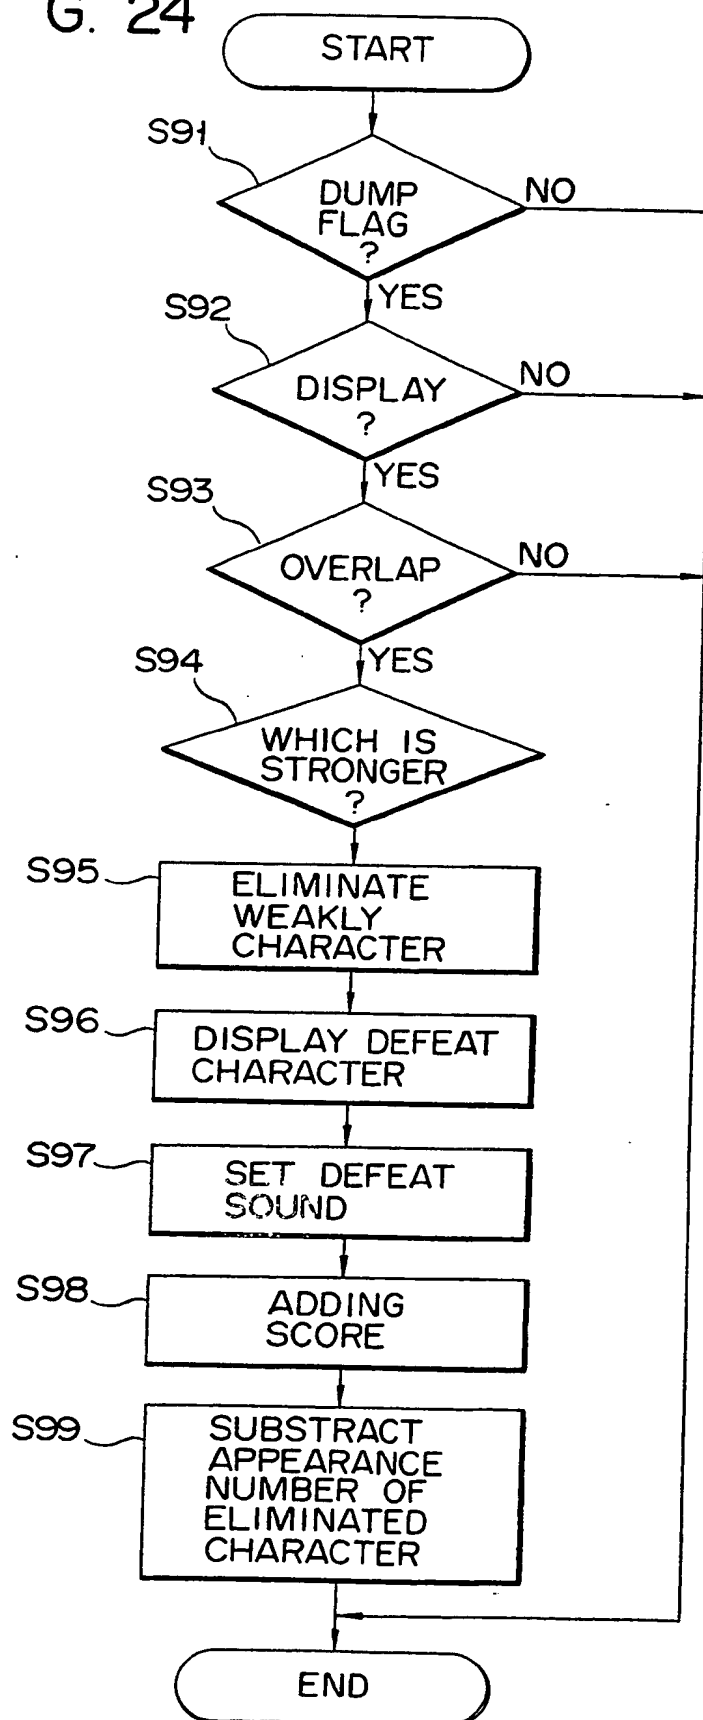 G. 24
START
S91
DUMP
FLAG
?
NO
YES
S92
DISPLAY
?
NO
YES
S93
OVERLAP
?
NO
YES
S94
WHICH IS
STRONGER
?
S95
ELIMINATE
WEAKLY
CHARACTER
S96
DISPLAY DEFEAT
CHARACTER
S97
SET DEFEAT
SOUND
S98
ADDING
SCORE
S99
SUBSTRACT
APPEARANCE
NUMBER OF
ELIMINATED
CHARACTER
END